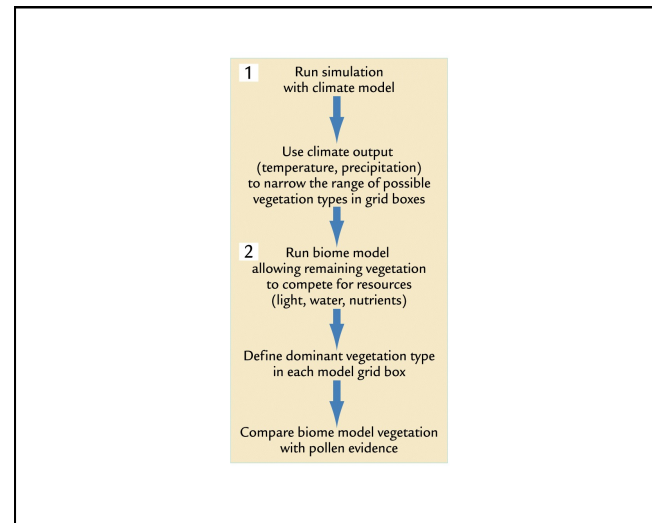 1
Run simulation
with climate model
Use climate output
(temperature, precipitation)
to narrow the range of possible
vegetation types in grid boxes
2
Run biome model
allowing remaining vegetation
to compete for resources
(light, water, nutrients)
Define dominant vegetation type
in each model grid box
Compare biome model vegetation
with pollen evidence